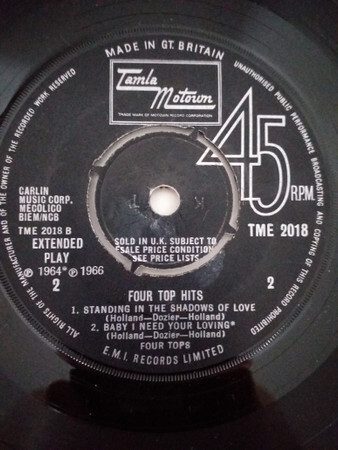 MADE IN GT. BRITAIN
Tamla
Motown
TRADE MARK OF MOTOWN RECORD CORPORATION
45
R.P.M.
UNAUTHORISED PUBLIC PERFORMANCE BROADCASTING AND COPYING OF THIS RECORD PROHIBITED
ALL RIGHTS OF THE MANUFACTURER AND OF THE OWNER OF THE RECORDED WORK RESERVED
CARLIN
MUSIC CORP.
MECOLICO
BIEM/NCB
TME 2018 B
EXTENDED
PLAY
℗ 1964* ℗ 1966
2
K T
SOLD IN U.K. SUBJECT TO
RESALE PRICE CONDITIONS,
SEE PRICE LISTS
TME 2018
2
FOUR TOP HITS
1. STANDING IN THE SHADOWS OF LOVE
(Holland—Dozier—Holland)
2. BABY I NEED YOUR LOVING*
(Holland—Dozier—Holland)
FOUR TOPS
E.M.I. RECORDS LIMITED